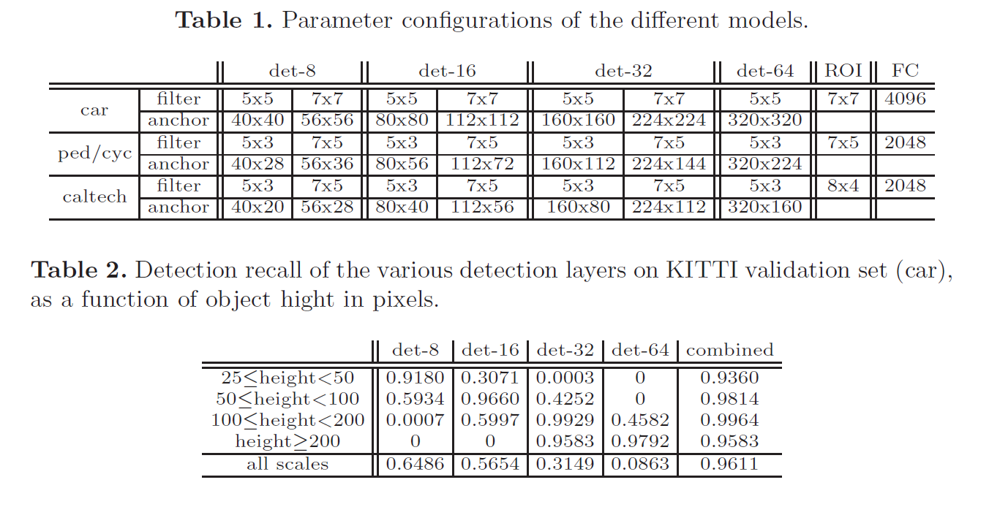 Table 1. Parameter configurations of the different models.
det-8 det-16 det-32 det-64 ROI FC
car filter 5x5 7x7 5x5 7x7 5x5 7x7 5x5 7x7 4096
anchor 40x40 56x56 80x80 112x112 160x160 224x224 320x320
ped/cyc filter 5x3 7x5 5x3 7x5 5x3 7x5 5x3 7x5 2048
anchor 40x28 56x36 80x56 112x72 160x112 224x144 320x224
caltech filter 5x3 7x5 5x3 7x5 5x3 7x5 5x3 8x4 2048
anchor 40x20 56x28 80x40 112x56 160x80 224x112 320x160
Table 2. Detection recall of the various detection layers on KITTI validation set (car),
as a function of object hight in pixels.
det-8 det-16 det-32 det-64 combined
25≤height<50 0.9180 0.3071 0.0003 0 0.9360
50≤height<100 0.5934 0.9660 0.4252 0 0.9814
100≤height<200 0.0007 0.5997 0.9929 0.4582 0.9964
height≥200 0 0 0.9583 0.9792 0.9583
all scales 0.6486 0.5654 0.3149 0.0863 0.9611